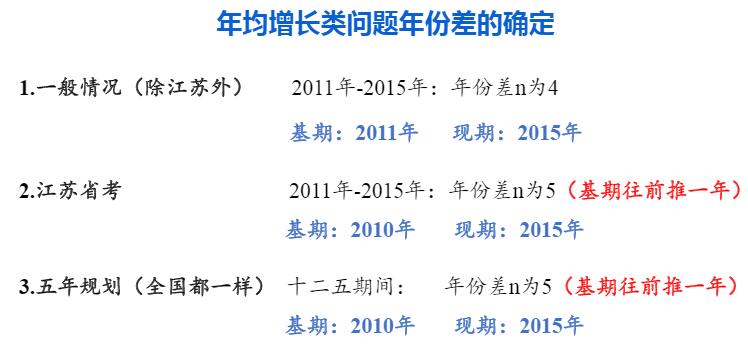 年均增长类问题年份差的确定
1.一般情况（除江苏外） 2011年-2015年：年份差n为4
基期：2011年 现期：2015年
2.江苏省考 2011年-2015年：年份差n为5（基期往前推一年）
基期：2010年 现期：2015年
3.五年规划（全国都一样） 十二五期间： 年份差n为5（基期往前推一年）
基期：2010年 现期：2015年